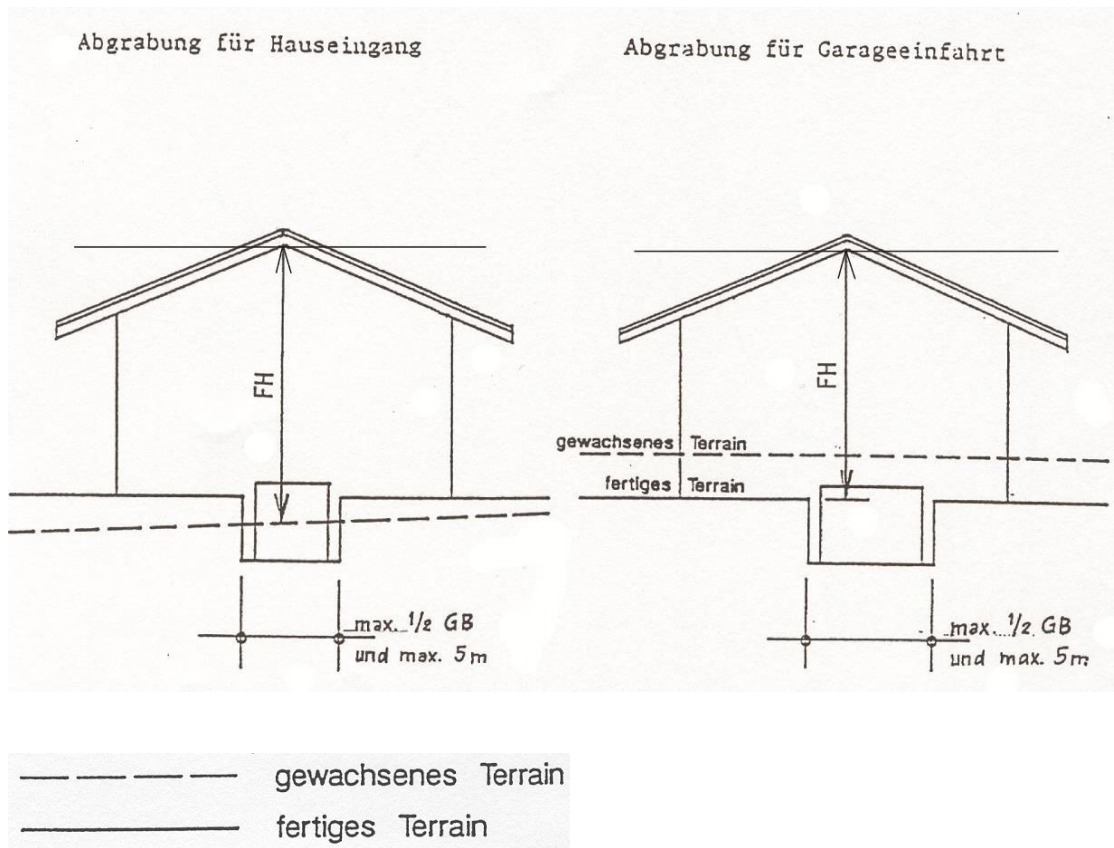 Abgrabung für Hauseingang
FH
max. 1/2 GB
und max. 5m
Abgrabung für Garageeinfahrt
FH
gewachsenes Terrain
fertiges Terrain
max. 1/2 GB
und max. 5m
gewachsenes Terrain
fertiges Terrain